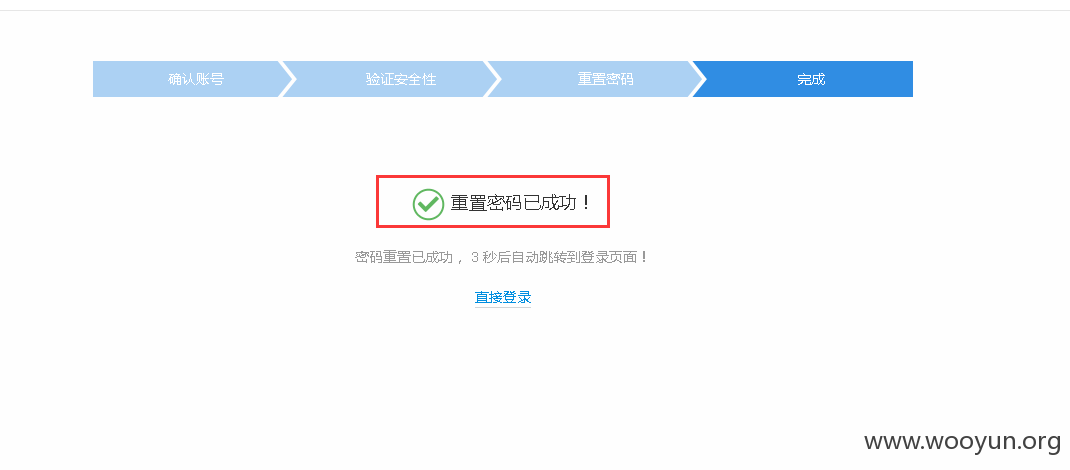 确认账号 验证安全性 重置密码 完成
重置密码已成功！
密码重置已成功，3 秒后自动跳转到登录页面！
直接登录
www.wooyun.org